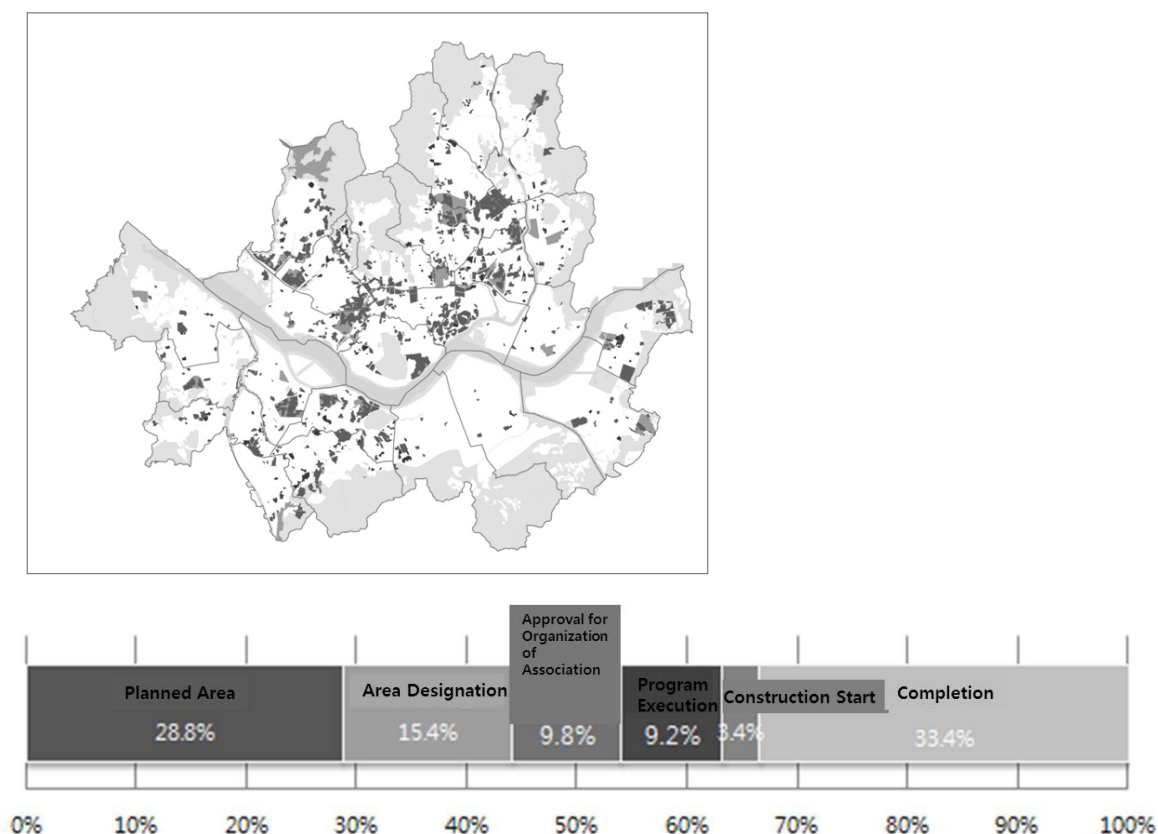 Approval for
Organization
of
Association
Planned Area
Area Designation
Program
Execution
Construction Start
Completion
28.8%
15.4%
9.8%
9.2%
3.4%
33.4%
0%
10%
20%
30%
40%
50%
60%
70%
80%
90%
100%